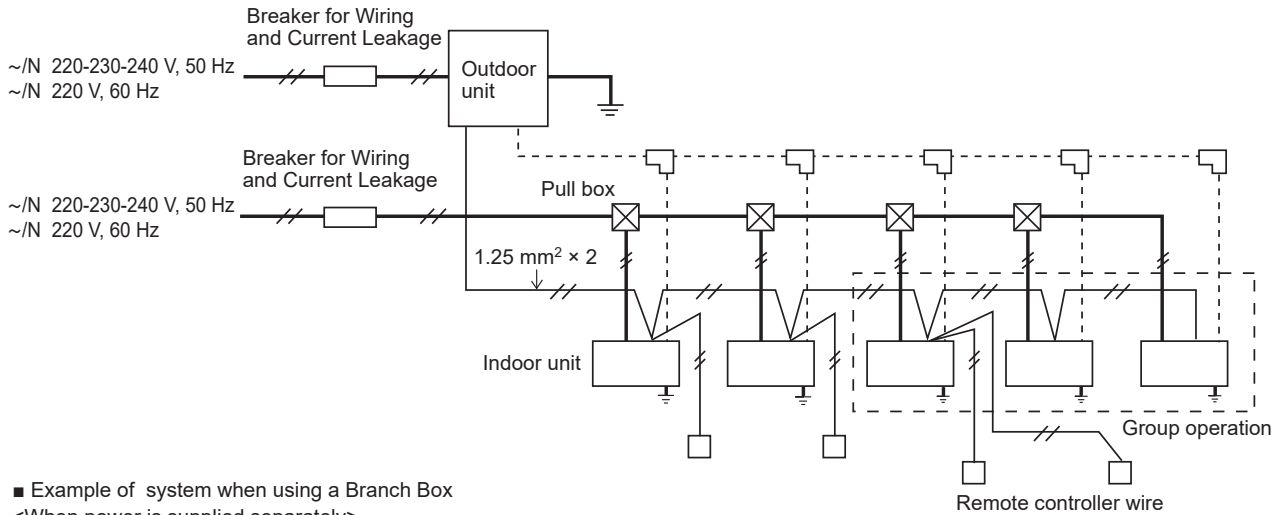 Breaker for Wiring
and Current Leakage
~/N 220-230-240 V, 50 Hz
~/N 220 V, 60 Hz
Outdoor
unit
Breaker for Wiring
and Current Leakage
Pull box
~/N 220-230-240 V, 50 Hz
~/N 220 V, 60 Hz
1.25 mm² × 2
Indoor unit
Group operation
Remote controller wire
■ Example of system when using a Branch Box
<When power is supplied separately>